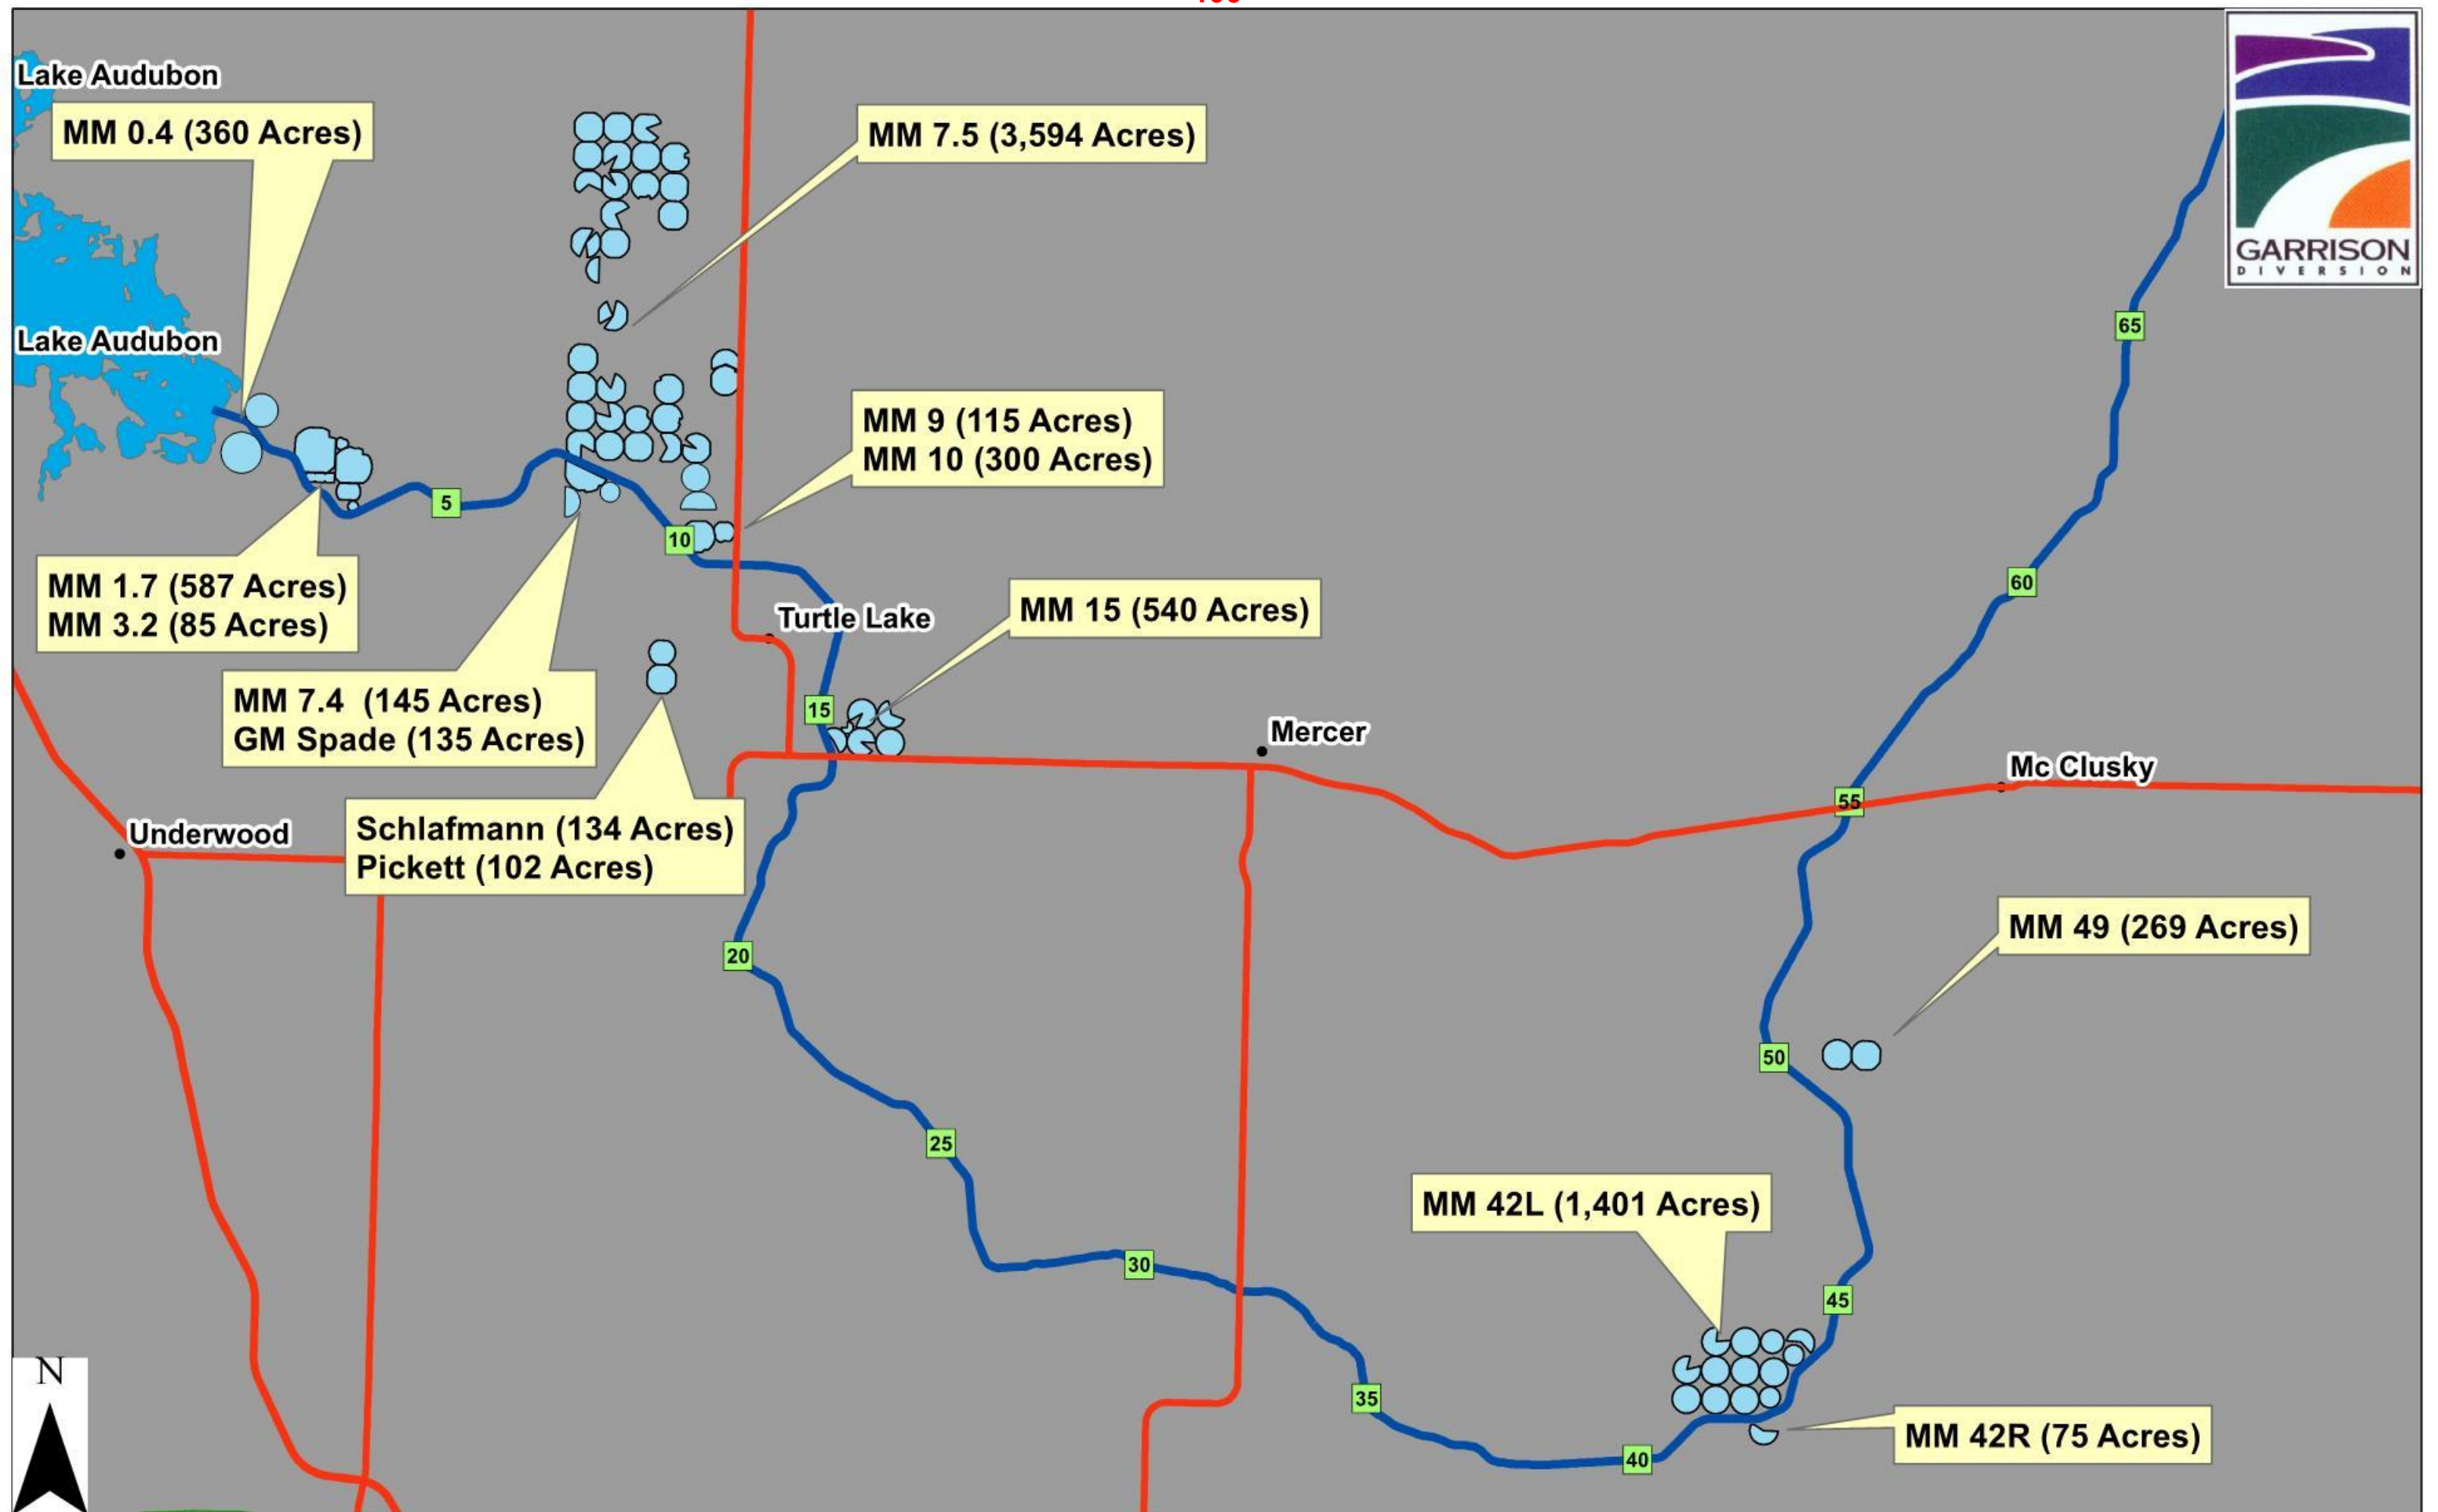 Lake Audubon
MM 0.4 (360 Acres)
MM 7.5 (3,594 Acres)
GARRISON
DIVERSION
65
Lake Audubon
MM 9 (115 Acres)
MM 10 (300 Acres)
5
10
MM 1.7 (587 Acres)
MM 3.2 (85 Acres)
60
Turtle Lake
MM 15 (540 Acres)
MM 7.4 (145 Acres)
GM Spade (135 Acres)
15
Mercer
Mc Clusky
55
Underwood
Schlafmann (134 Acres)
Pickett (102 Acres)
20
MM 49 (269 Acres)
50
25
MM 42L (1,401 Acres)
30
45
N
35
MM 42R (75 Acres)
40